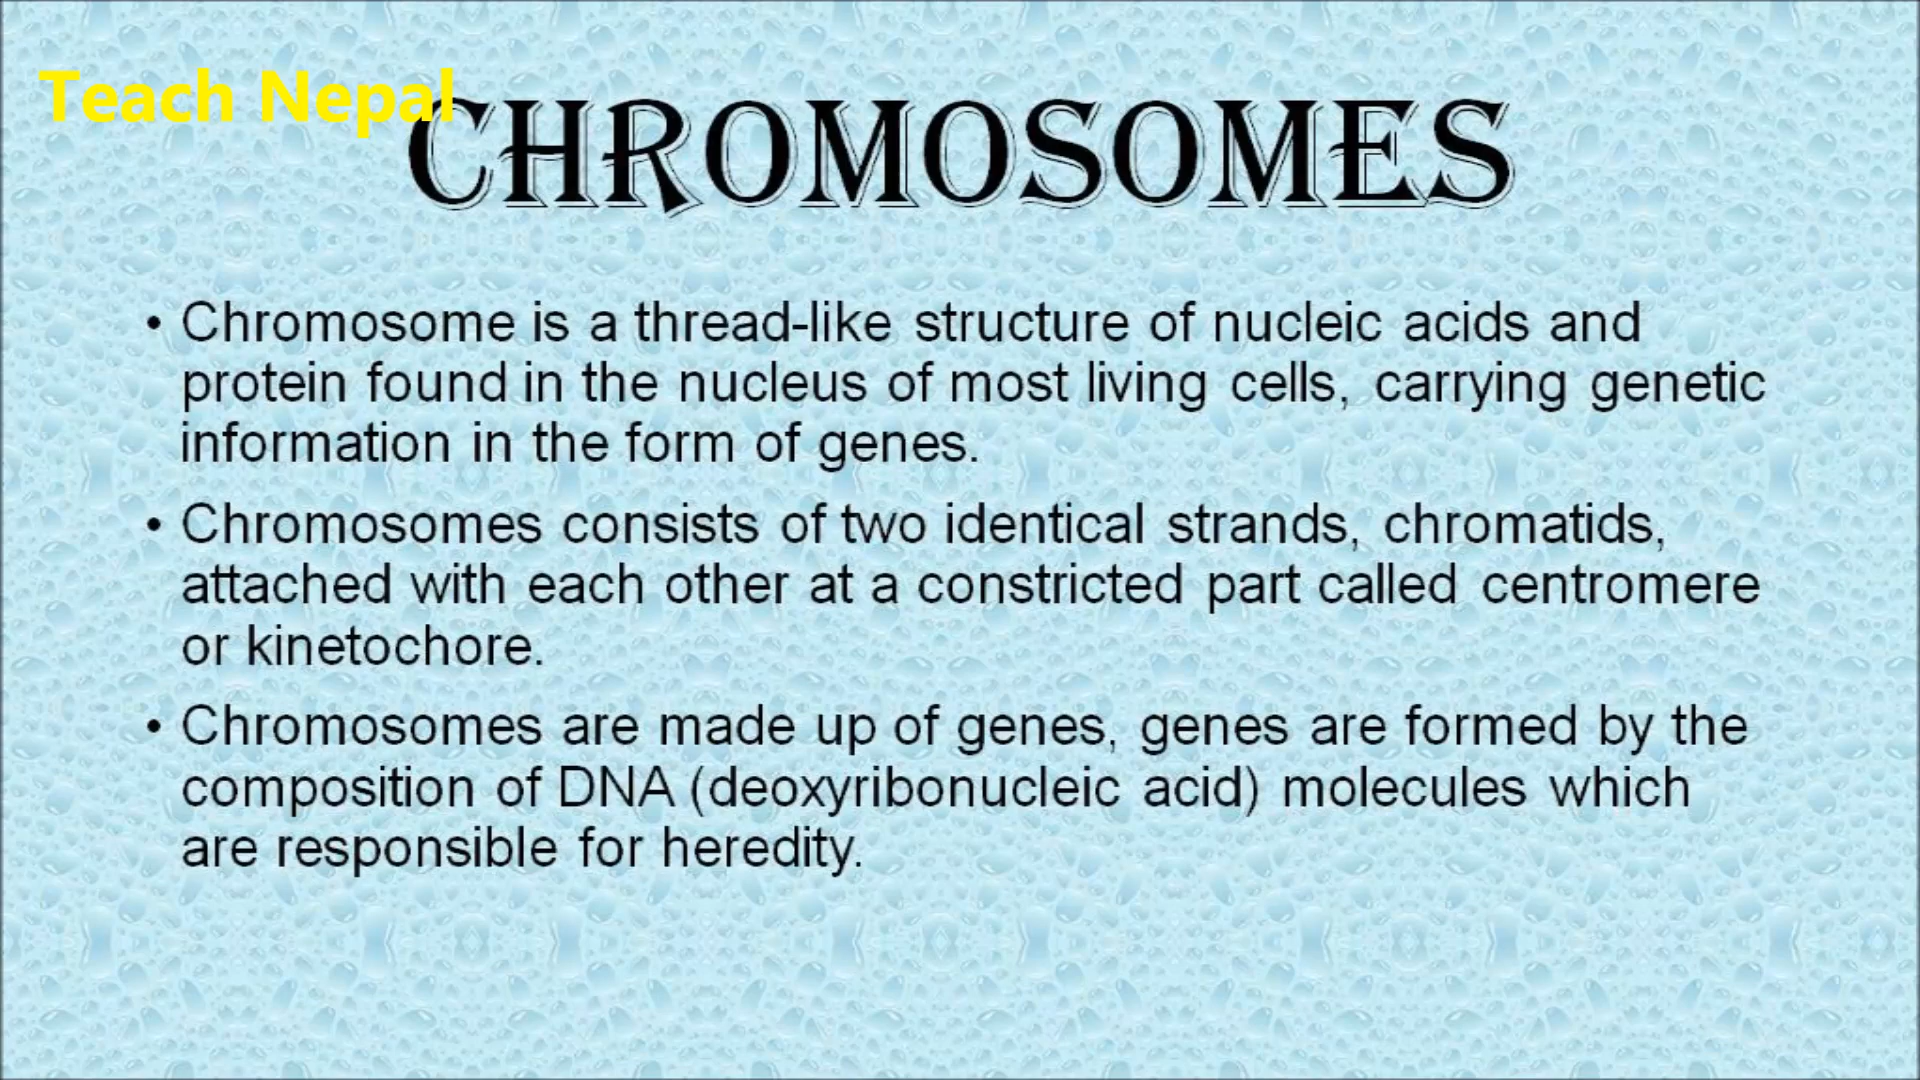 Teach Nepal
CHROMOSOMES
• Chromosome is a thread-like structure of nucleic acids and
protein found in the nucleus of most living cells, carrying genetic
information in the form of genes.
• Chromosomes consists of two identical strands, chromatids,
attached with each other at a constricted part called centromere
or kinetochore.
• Chromosomes are made up of genes, genes are formed by the
composition of DNA (deoxyribonucleic acid) molecules which
are responsible for heredity.